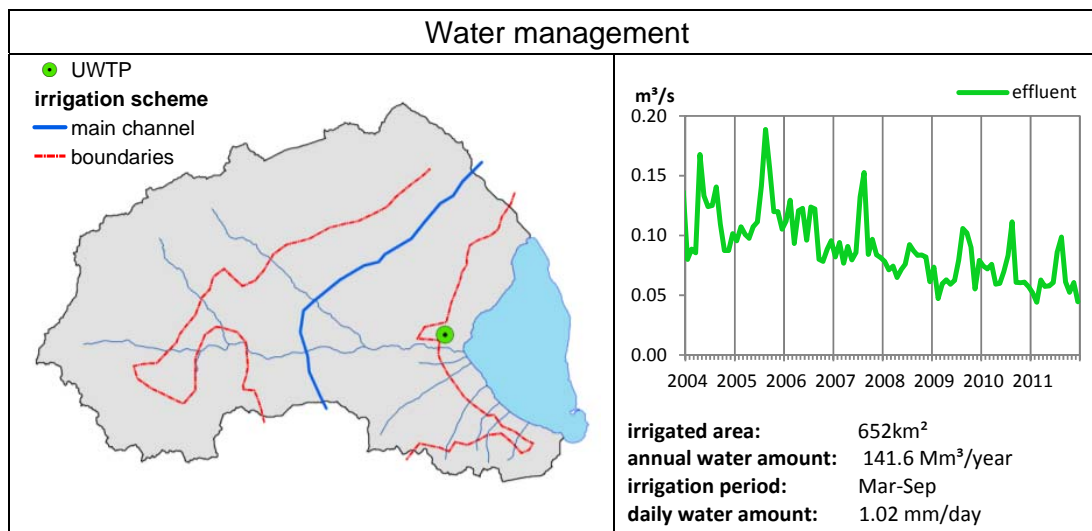 Water management
UWTP
irrigation scheme
main channel
boundaries
m³/s
effluent
0.20
0.15
0.10
0.05
0.00
2004 2005 2006 2007 2008 2009 2010 2011
irrigated area: 652km²
annual water amount: 141.6 Mm³/year
irrigation period: Mar-Sep
daily water amount: 1.02 mm/day